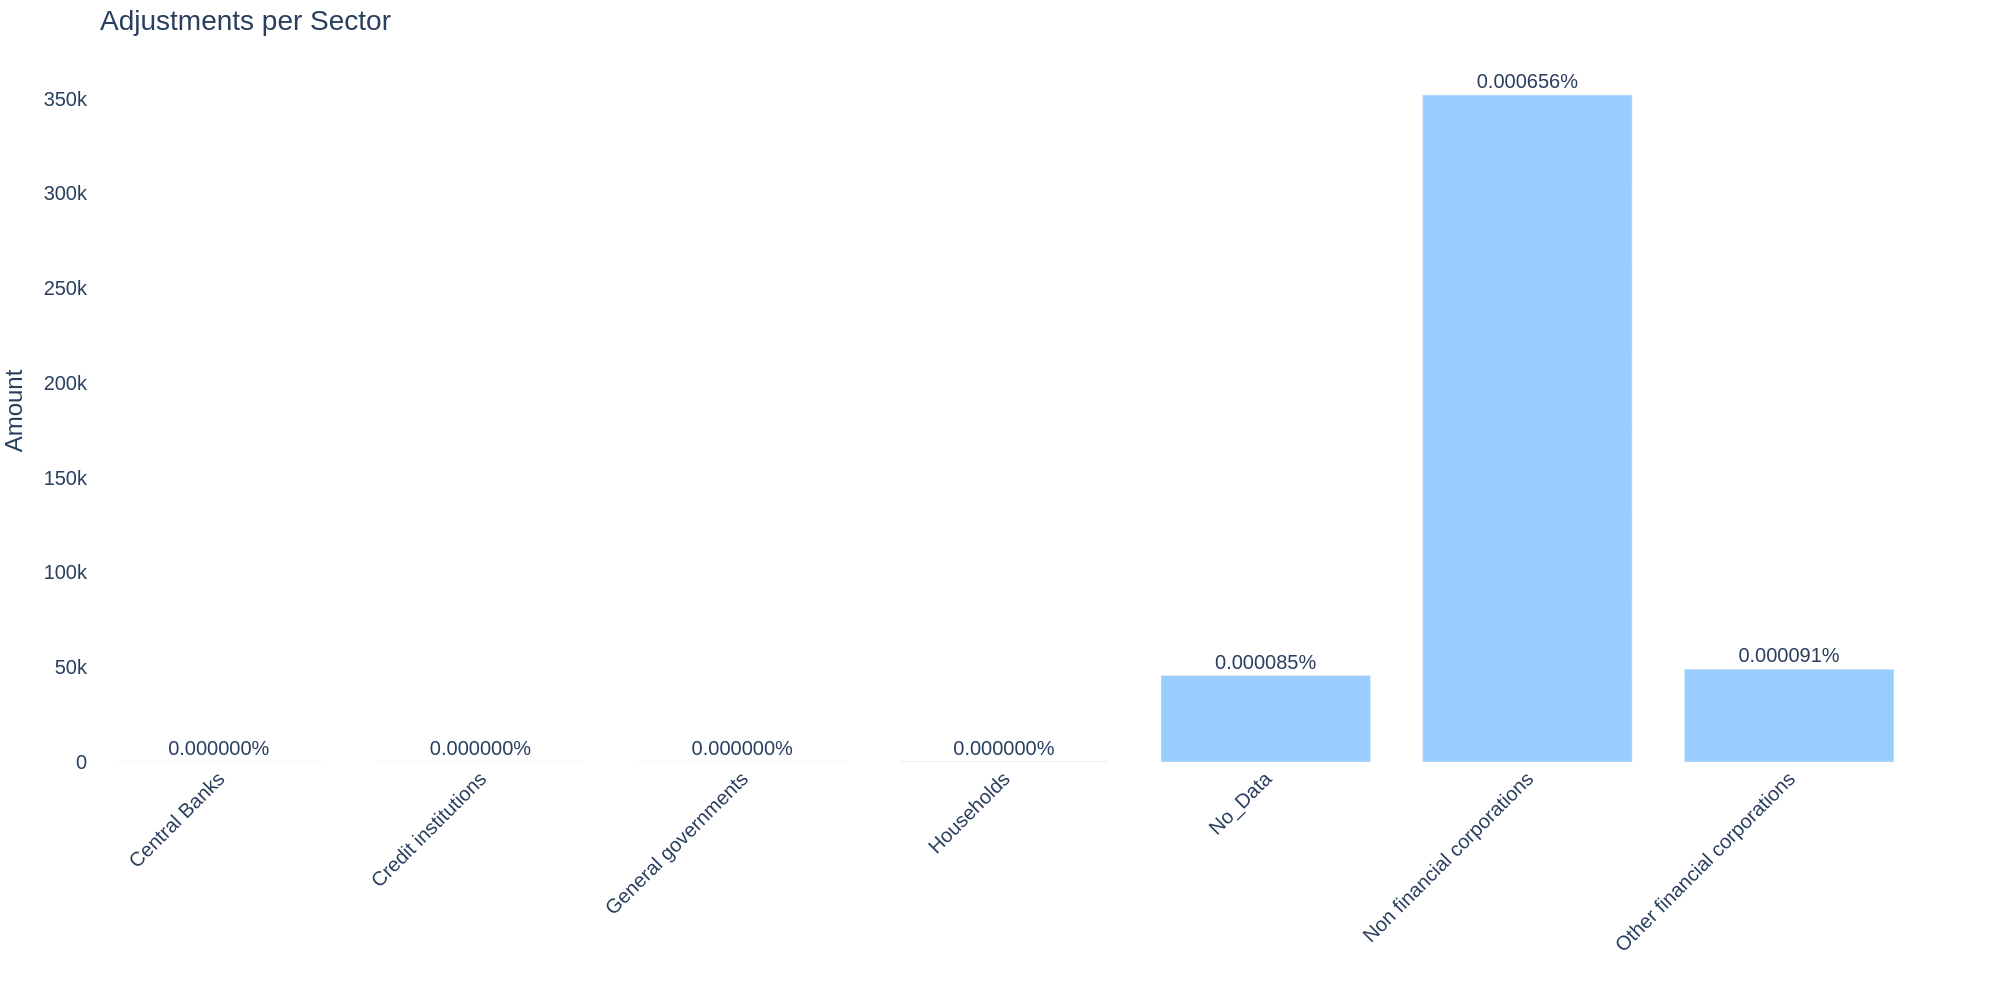 Adjustments per Sector
Amount
350k
300k
250k
200k
150k
100k
50k
0
0.000000%
0.000000%
0.000000%
0.000000%
0.000085%
0.000656%
0.000091%
Central Banks
Credit institutions
General governments
Households
No_Data
Non financial corporations
Other financial corporations